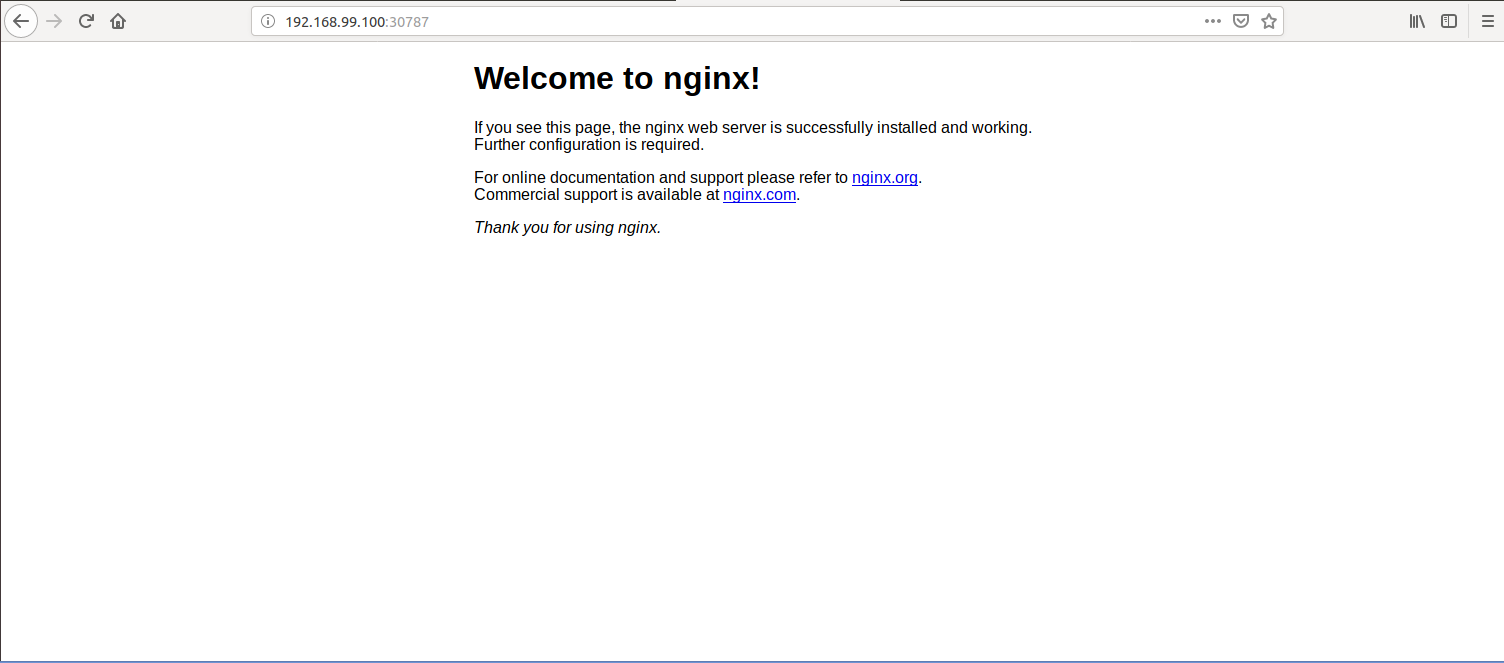 192.168.99.100:30787
Welcome to nginx!
If you see this page, the nginx web server is successfully installed and working.
Further configuration is required.
For online documentation and support please refer to nginx.org.
Commercial support is available at nginx.com.
Thank you for using nginx.